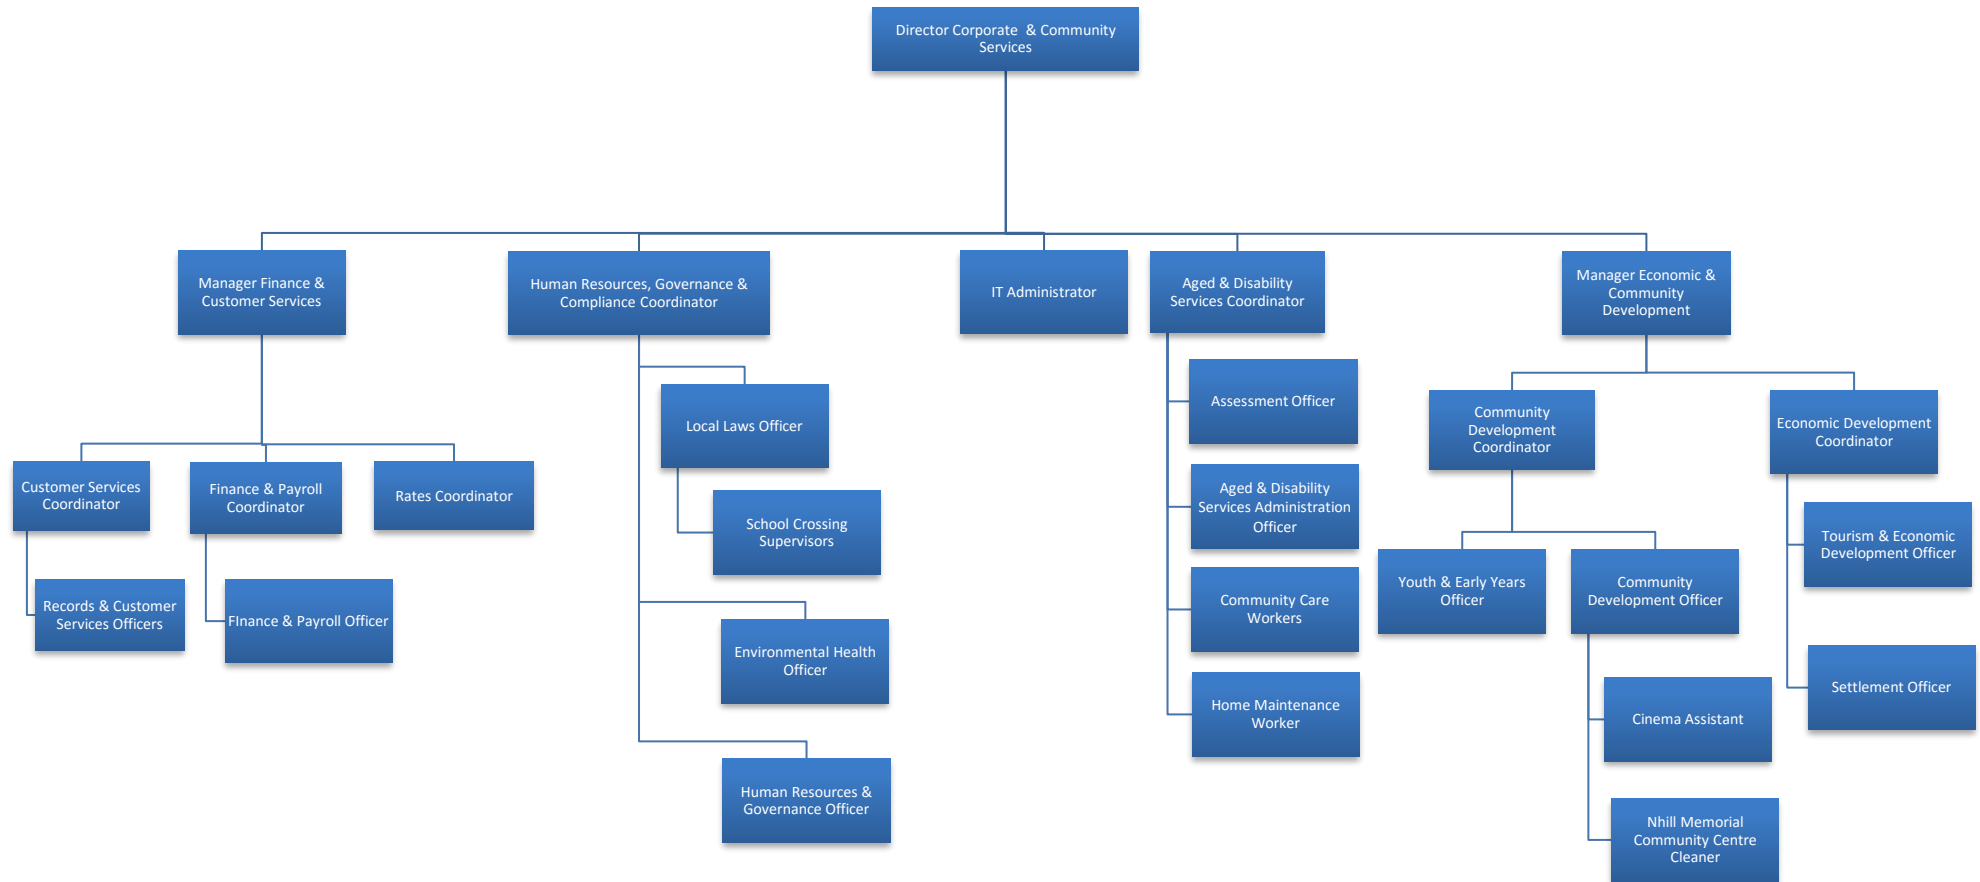 Director Corporate & Community
Services
Manager Finance &
Customer Services
Human Resources, Governance &
Compliance Coordinator
IT Administrator
Aged & Disability
Services Coordinator
Manager Economic &
Community
Development
Customer Services
Coordinator
Records & Customer
Services Officers
Finance & Payroll
Coordinator
FInance & Payroll Officer
Rates Coordinator
Local Laws Officer
School Crossing
Supervisors
Environmental Health
Officer
Human Resources &
Governance Officer
Assessment Officer
Aged & Disability
Services Administration
Officer
Community Care
Workers
Home Maintenance
Worker
Community
Development
Coordinator
Youth & Early Years
Officer
Community
Development Officer
Cinema Assistant
Nhill Memorial
Community Centre
Cleaner
Economic Development
Coordinator
Tourism & Economic
Development Officer
Settlement Officer